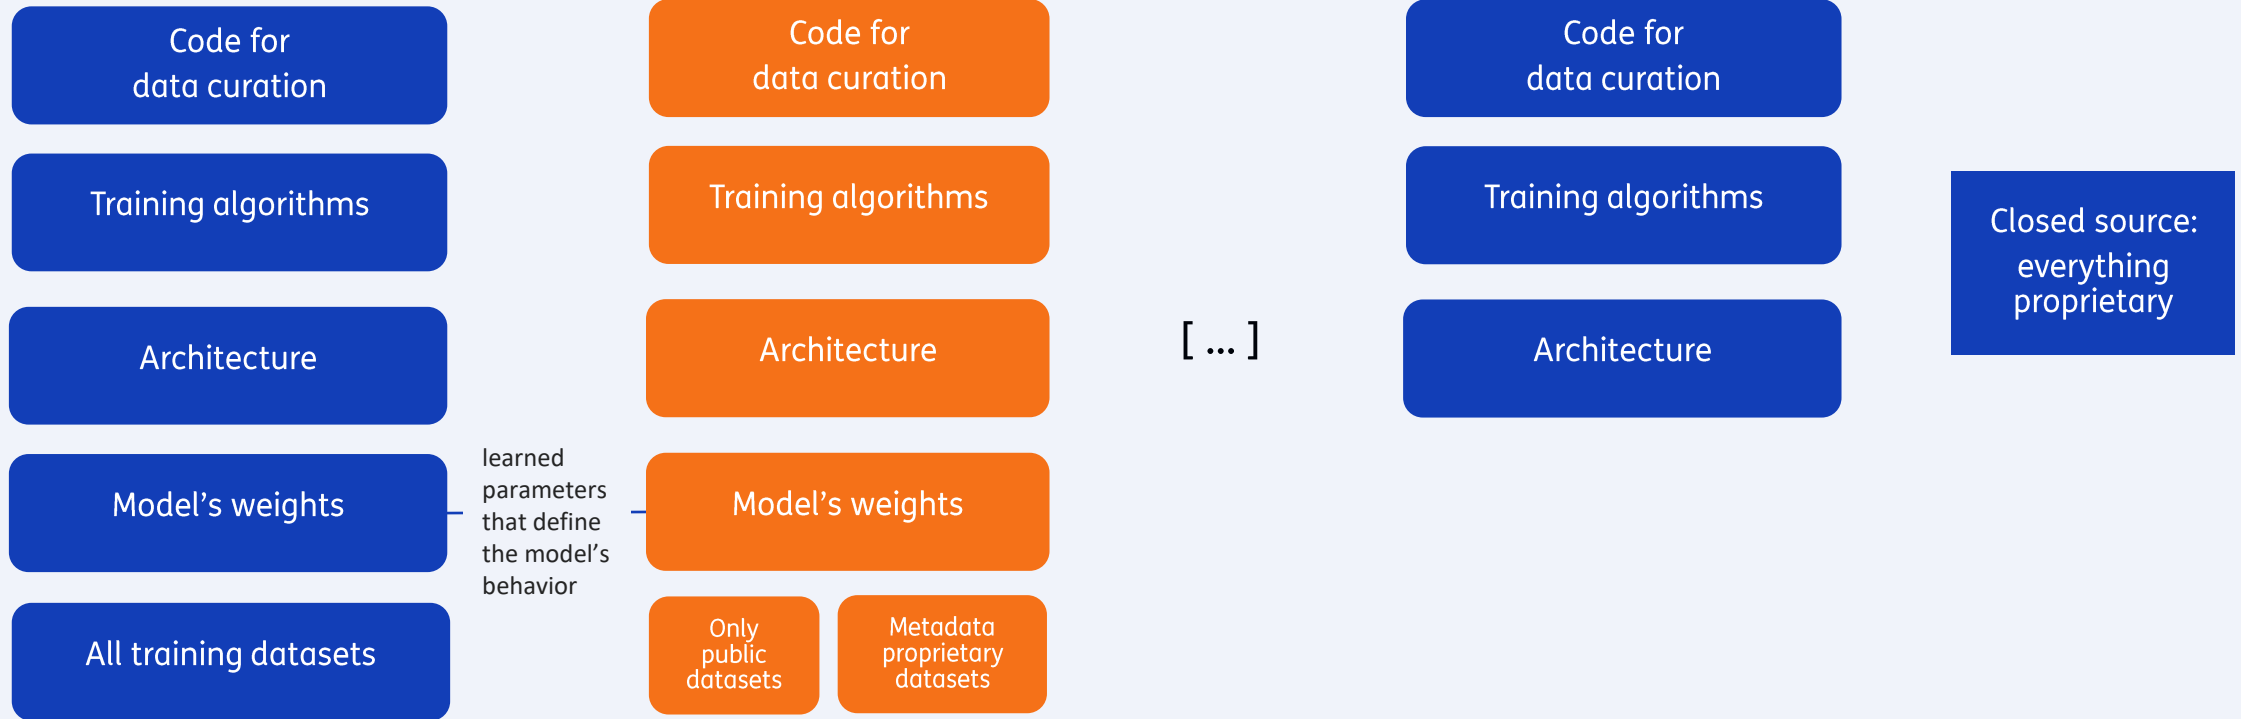 Code for
data curation
Training algorithms
Architecture
Model’s weights
All training datasets
learned
parameters
that define
the model’s
behavior
Code for
data curation
Training algorithms
Architecture
Model’s weights
Only
public
datasets
Metadata
proprietary
datasets
[ ... ]
Code for
data curation
Training algorithms
Architecture
Closed source:
everything
proprietary